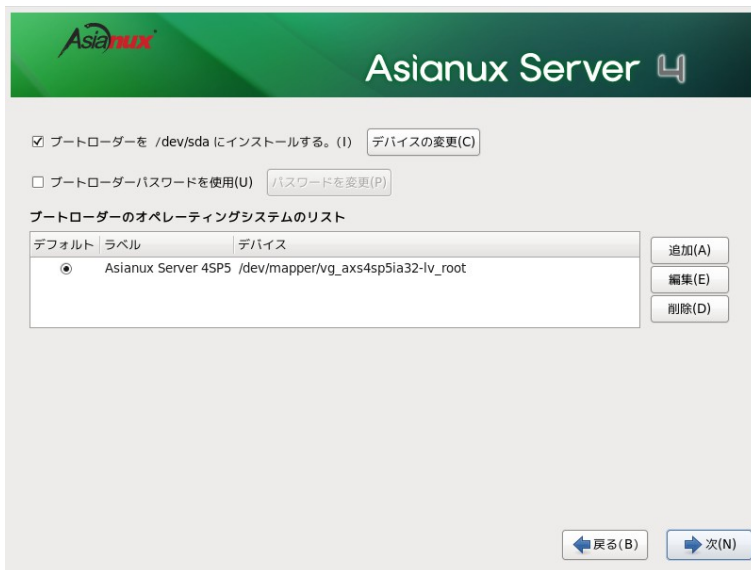 Asianux
Asianux Server 4
ブートローダーを /dev/sda にインストールする。(I) デバイスの変更(C)
ブートローダーパスワードを使用(U) パスワードを変更(P)
ブートローダーのオペレーティングシステムのリスト
デフォルト ラベル デバイス
Asianux Server 4SP5 /dev/mapper/vg_axs4sp5ia32-lv_root
追加(A)
編集(E)
削除(D)
戻る(B) 次(N)